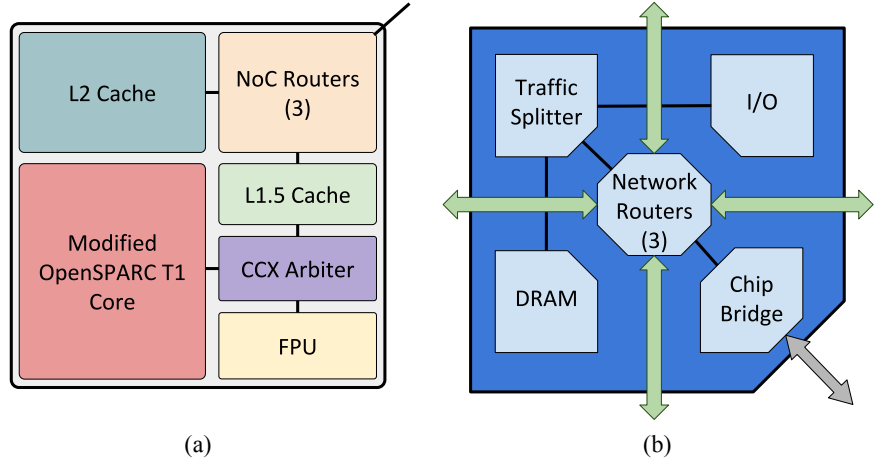 L2 Cache
NoC Routers
(3)
L1.5 Cache
Modified
OpenSPARC T1
Core
CCX Arbiter
FPU
(a)
Traffic
Splitter
I/O
Network
Routers
(3)
DRAM
Chip
Bridge
(b)